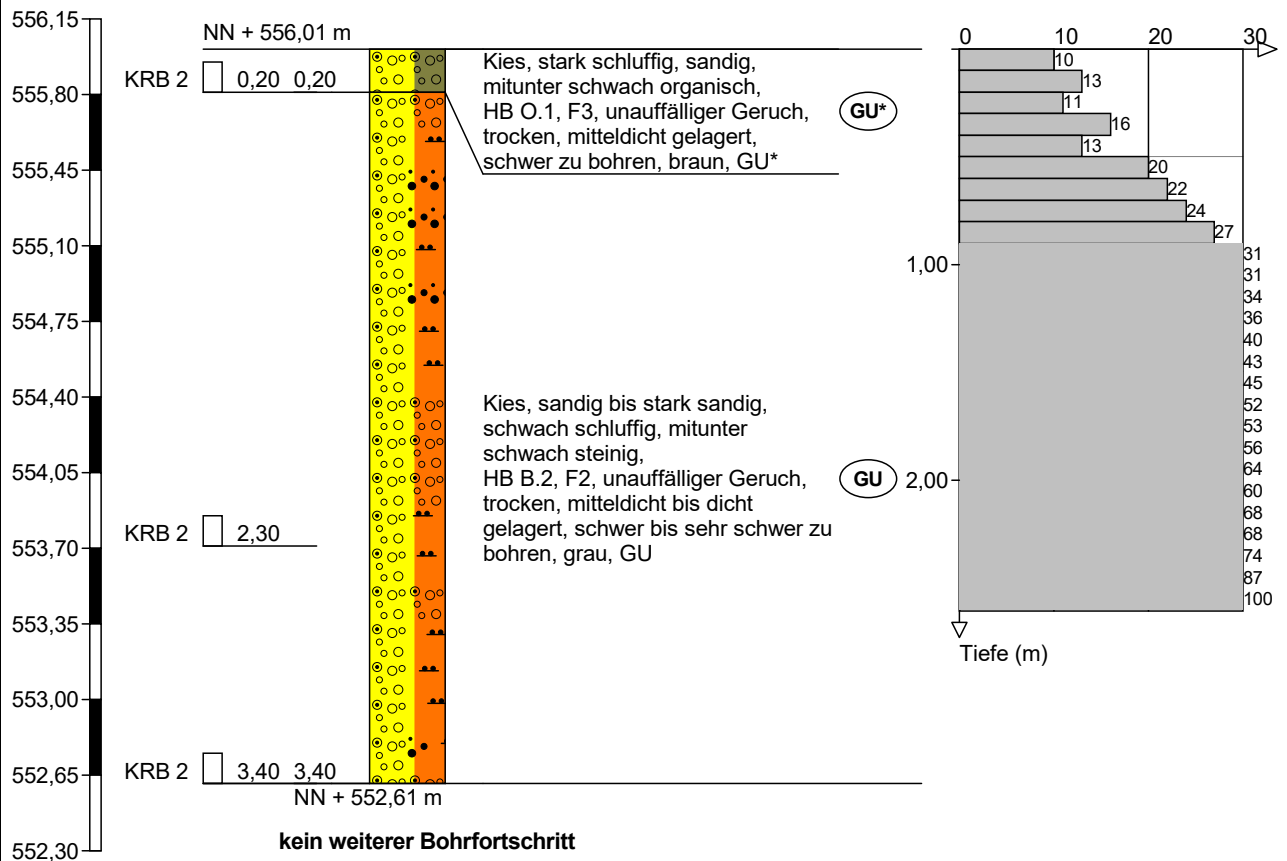 556,15
555,80
555,45
555,10
554,75
554,40
554,05
553,70
553,35
553,00
552,65
552,30
NN + 556,01 m
KRB 2 0,20 0,20
KRB 2 2,30
KRB 2 3,40 3,40
NN + 552,61 m
kein weiterer Bohrfortschritt
Kies, stark schluffig, sandig,
mitunter schwach organisch,
HB O.1, F3, unauffälliger Geruch,
trocken, mitteldicht gelagert,
schwer zu bohren, braun, GU*
GU*
Kies, sandig bis stark sandig,
schwach schluffig, mitunter
schwach steinig,
HB B.2, F2, unauffälliger Geruch,
trocken, mitteldicht bis dicht
gelagert, schwer bis sehr schwer zu
bohren, grau, GU
GU
0 10 20 30
10
13
11
16
13
20
22
24
27
1,00
31
31
34
36
40
43
45
52
53
56
2,00
64
60
68
68
74
87
100
Tiefe (m)